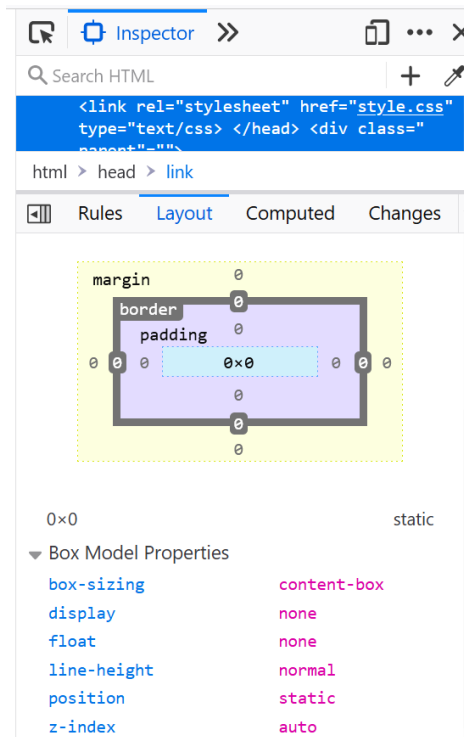 Inspector
Search HTML
<link rel="stylesheet" href="style.css"
type="text/css> </head> <div class="
parent"="">
html > head > link
Rules Layout Computed Changes
margin 0
border 0
padding 0
0 0 0 0×0 0 0 0
0
0
0
0×0 static
Box Model Properties
box-sizing content-box
display none
float none
line-height normal
position static
z-index auto